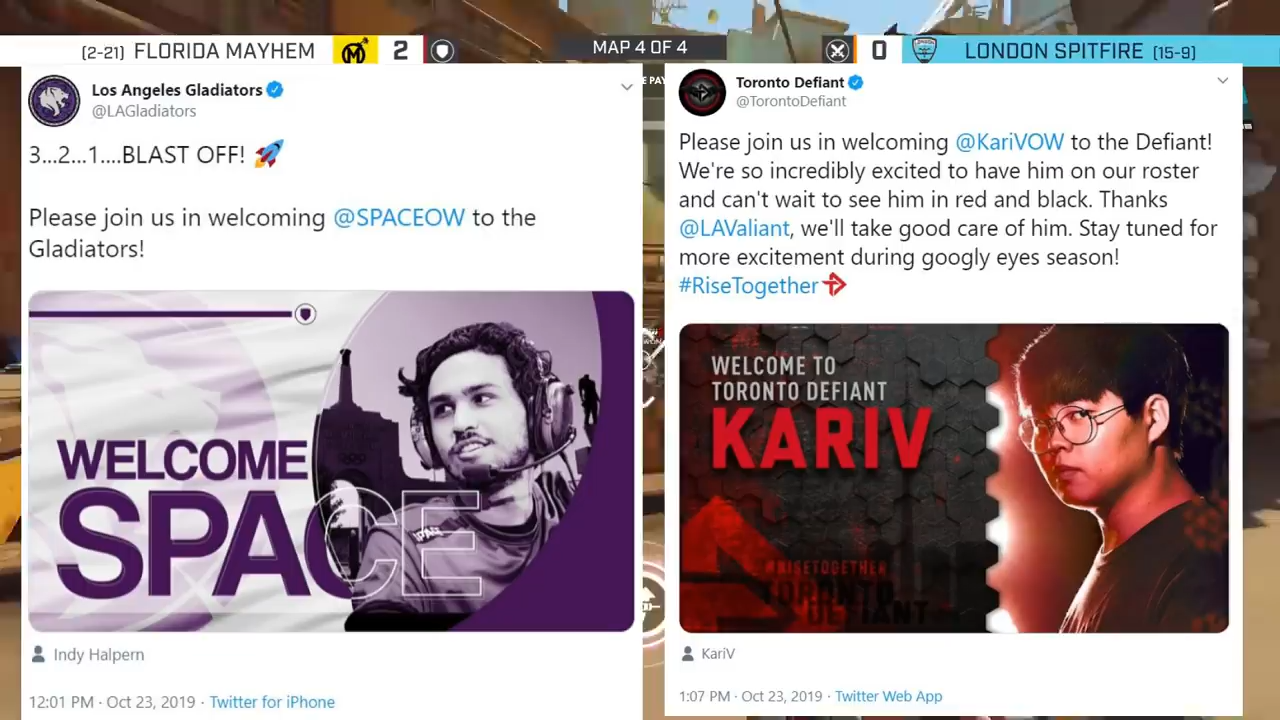 [2-21] FLORIDA MAYHEM 2 MAP 4 OF 4 0 LONDON SPITFIRE [15-9]
Los Angeles Gladiators
@LAGladiators
3...2...1....BLAST OFF! 🚀
Please join us in welcoming @SPACEOW to the
Gladiators!
WELCOME
SPACE
Indy Halpern
12:01 PM · Oct 23, 2019 · Twitter for iPhone
Toronto Defiant
@TorontoDefiant
Please join us in welcoming @KariVOW to the Defiant!
We're so incredibly excited to have him on our roster
and can't wait to see him in red and black. Thanks
@LAValiant, we'll take good care of him. Stay tuned for
more excitement during googly eyes season!
#RiseTogether
WELCOME TO
TORONTO DEFIANT
KARIV
#RISETOGETHER
TORONTO
DEFIANT
KariV
1:07 PM · Oct 23, 2019 · Twitter Web App